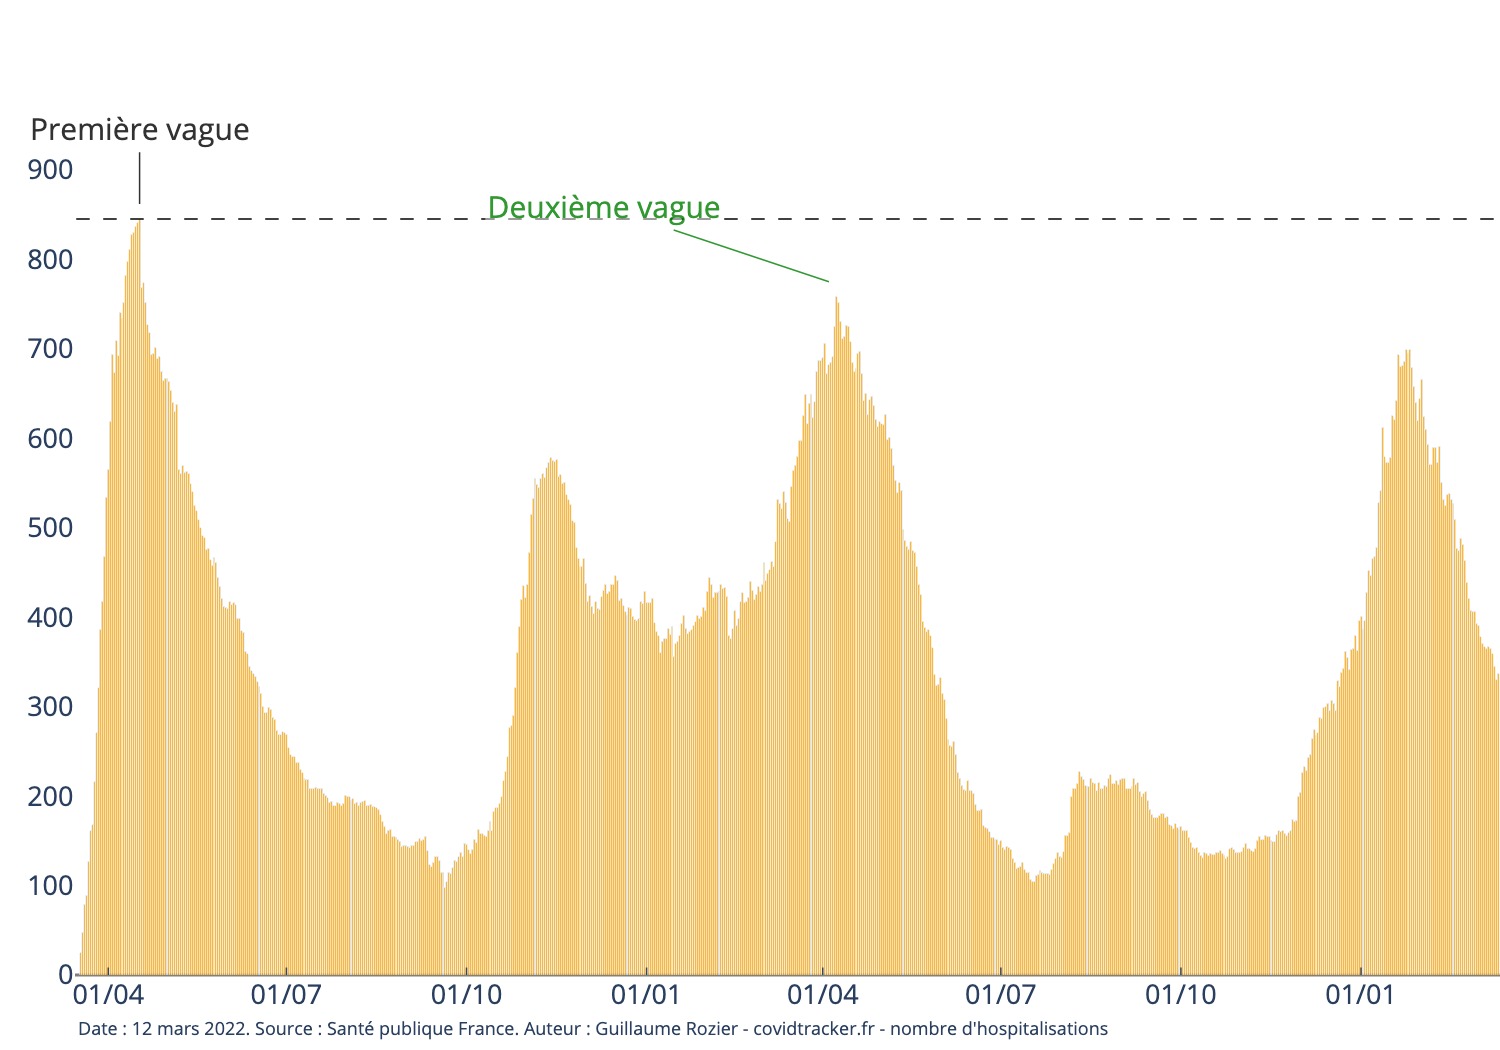 Première vague
900
Deuxième vague
800
700
600
500
400
300
200
100
0
01/04 01/07 01/10 01/01 01/04 01/07 01/10 01/01
Date : 12 mars 2022. Source : Santé publique France. Auteur : Guillaume Rozier - covidtracker.fr - nombre d'hospitalisations